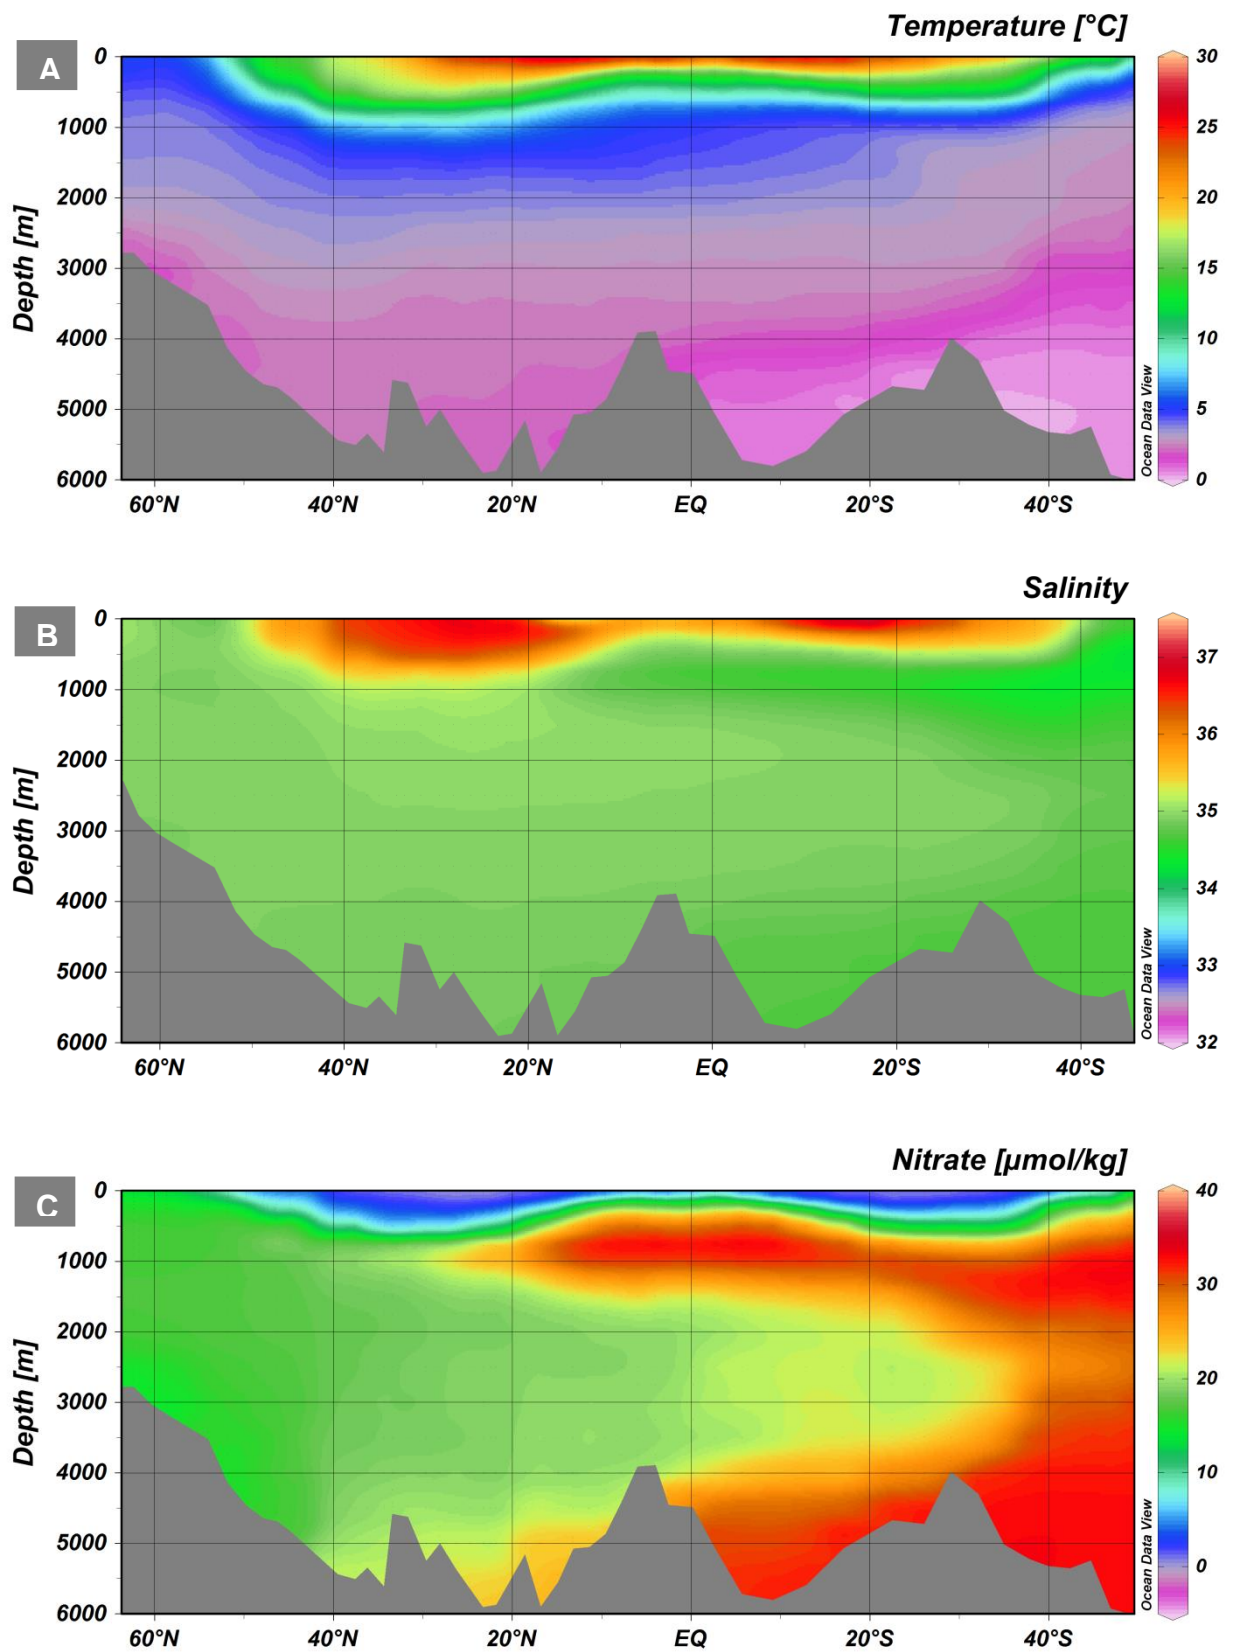 Temperature [°C]
A
0
1000
2000
3000
4000
5000
6000
Depth [m]
60°N 40°N 20°N EQ 20°S 40°S
Ocean Data View
30
25
20
15
10
5
0
Salinity
B
0
1000
2000
3000
4000
5000
6000
Depth [m]
60°N 40°N 20°N EQ 20°S 40°S
Ocean Data View
37
36
35
34
33
32
Nitrate [µmol/kg]
C
0
1000
2000
3000
4000
5000
6000
Depth [m]
60°N 40°N 20°N EQ 20°S 40°S
Ocean Data View
40
30
20
10
0